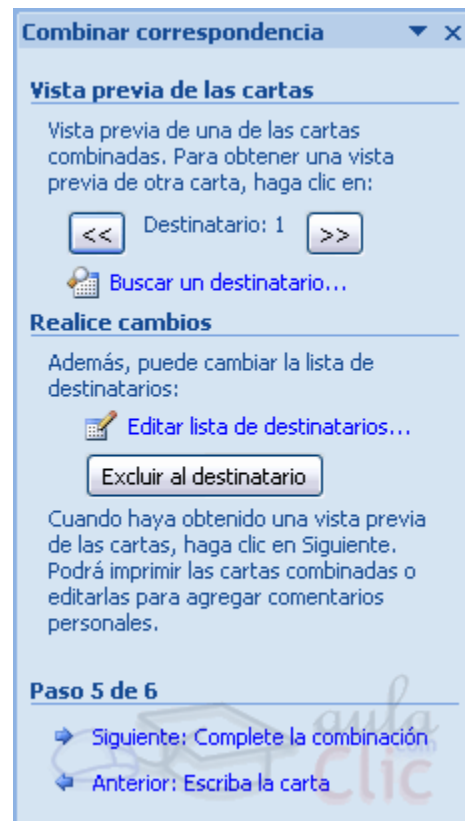 Combinar correspondencia
Vista previa de las cartas
Vista previa de una de las cartas
combinadas. Para obtener una vista
previa de otra carta, haga clic en:
<< Destinatario: 1 >>
Buscar un destinatario...
Realice cambios
Además, puede cambiar la lista de
destinatarios:
Editar lista de destinatarios...
Excluir al destinatario
Cuando haya obtenido una vista previa
de las cartas, haga clic en Siguiente.
Podrá imprimir las cartas combinadas o
editarlas para agregar comentarios
personales.
Paso 5 de 6
Siguiente: Complete la combinación
Anterior: Escriba la carta
aula
.com
Clic